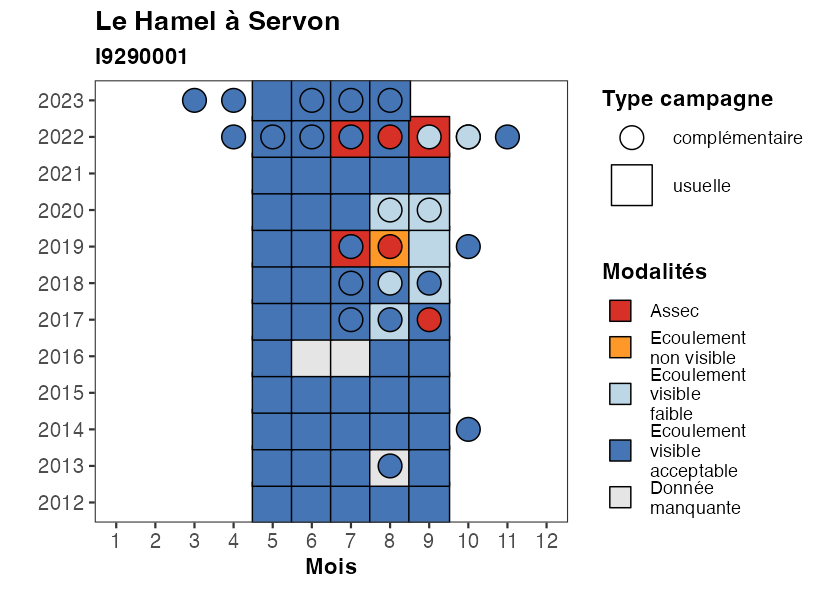 Le Hamel à Servon
I9290001
2023
2022
2021
2020
2019
2018
2017
2016
2015
2014
2013
2012
1 2 3 4 5 6 7 8 9 10 11 12
Mois
Type campagne
complémentaire
usuelle
Modalités
Assec
Ecoulement
non visible
Ecoulement
visible
faible
Ecoulement
visible
acceptable
Donnée
manquante